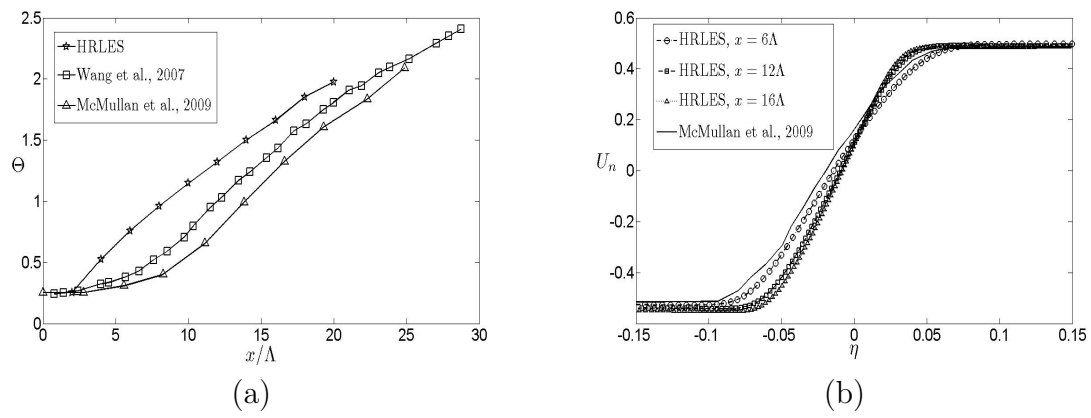 2.5
2
1.5
1
0.5
0
Θ
HRLES
Wang et al., 2007
McMullan et al., 2009
0 5 10 15 20 25 30
x/Λ
(a)
0.6
0.4
0.2
0
-0.2
-0.4
-0.6
U_n
HRLES, x = 6Λ
HRLES, x = 12Λ
HRLES, x = 16Λ
McMullan et al., 2009
-0.15 -0.1 -0.05 0 0.05 0.1 0.15
η
(b)